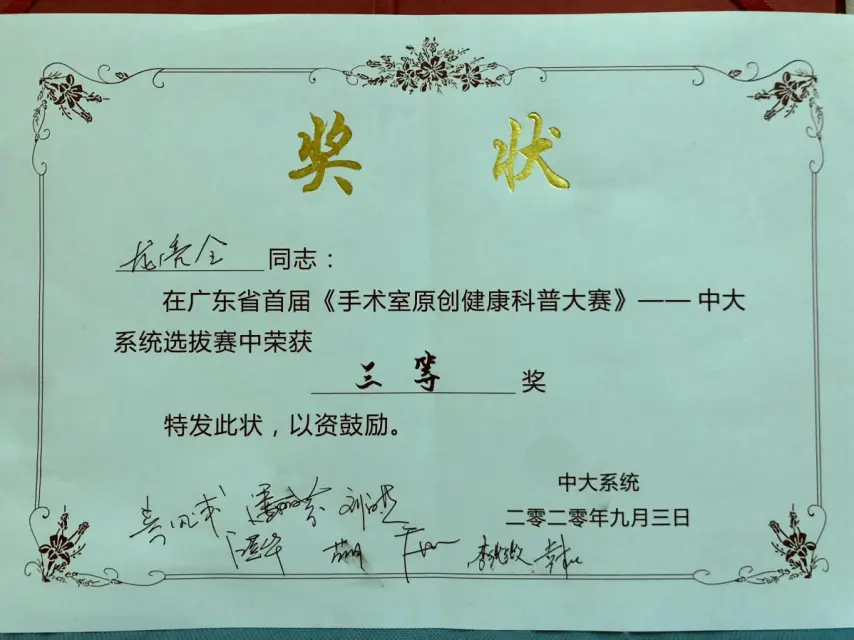 奖 状
同志：
在广东省首届《手术室原创健康科普大赛》—— 中大
系统选拔赛中荣获
三等 奖
特发此状，以资鼓励。
中大系统
二零二零年九月三日